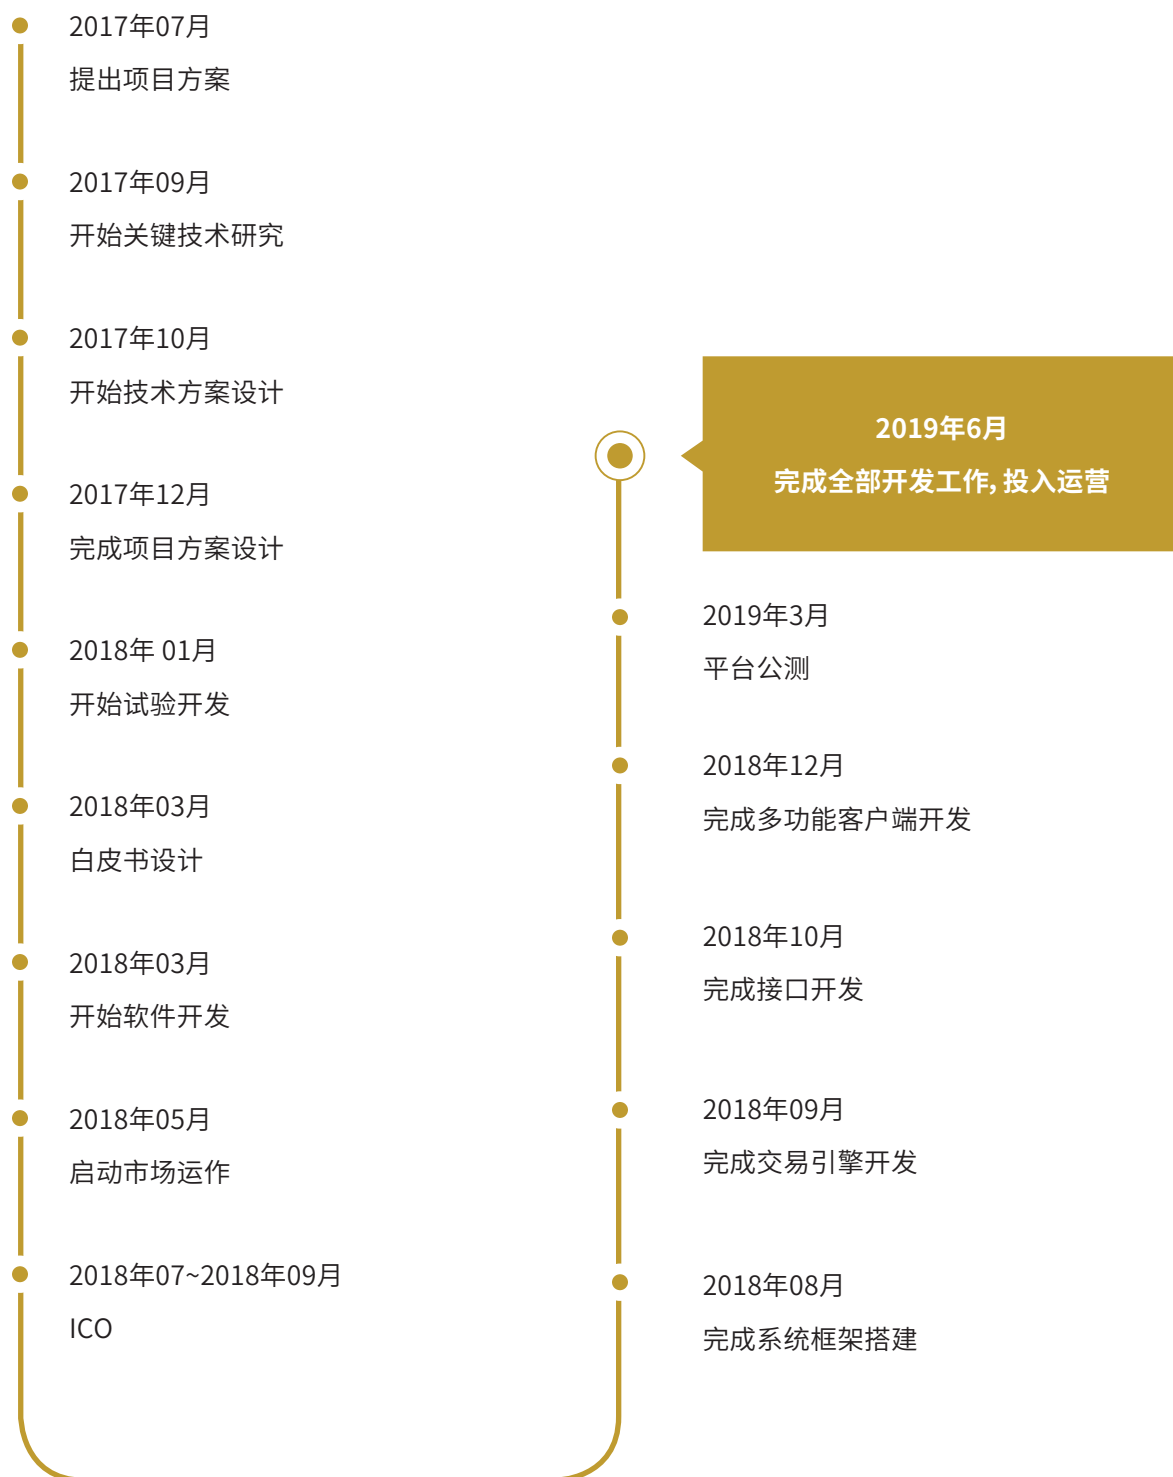 2017年07月
提出项目方案
2017年09月
开始关键技术研究
2017年10月
开始技术方案设计
2017年12月
完成项目方案设计
2018年 01月
开始试验开发
2018年03月
白皮书设计
2018年03月
开始软件开发
2018年05月
启动市场运作
2018年07~2018年09月
ICO
2019年6月
完成全部开发工作，投入运营
2019年3月
平台公测
2018年12月
完成多功能客户端开发
2018年10月
完成接口开发
2018年09月
完成交易引擎开发
2018年08月
完成系统框架搭建